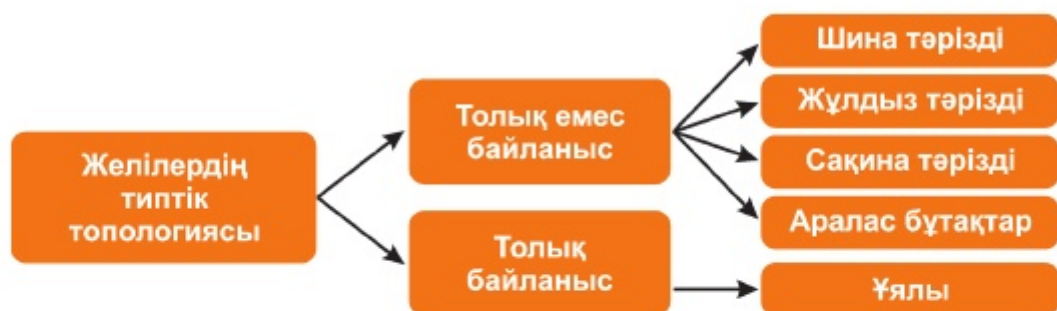 Желілердің
типтік
топологиясы
Толық емес
байланыс
Толық
байланыс
Шина тәрізді
Жұлдыз тәрізді
Сақина тәрізді
Аралас бұтақтар
Ұялы